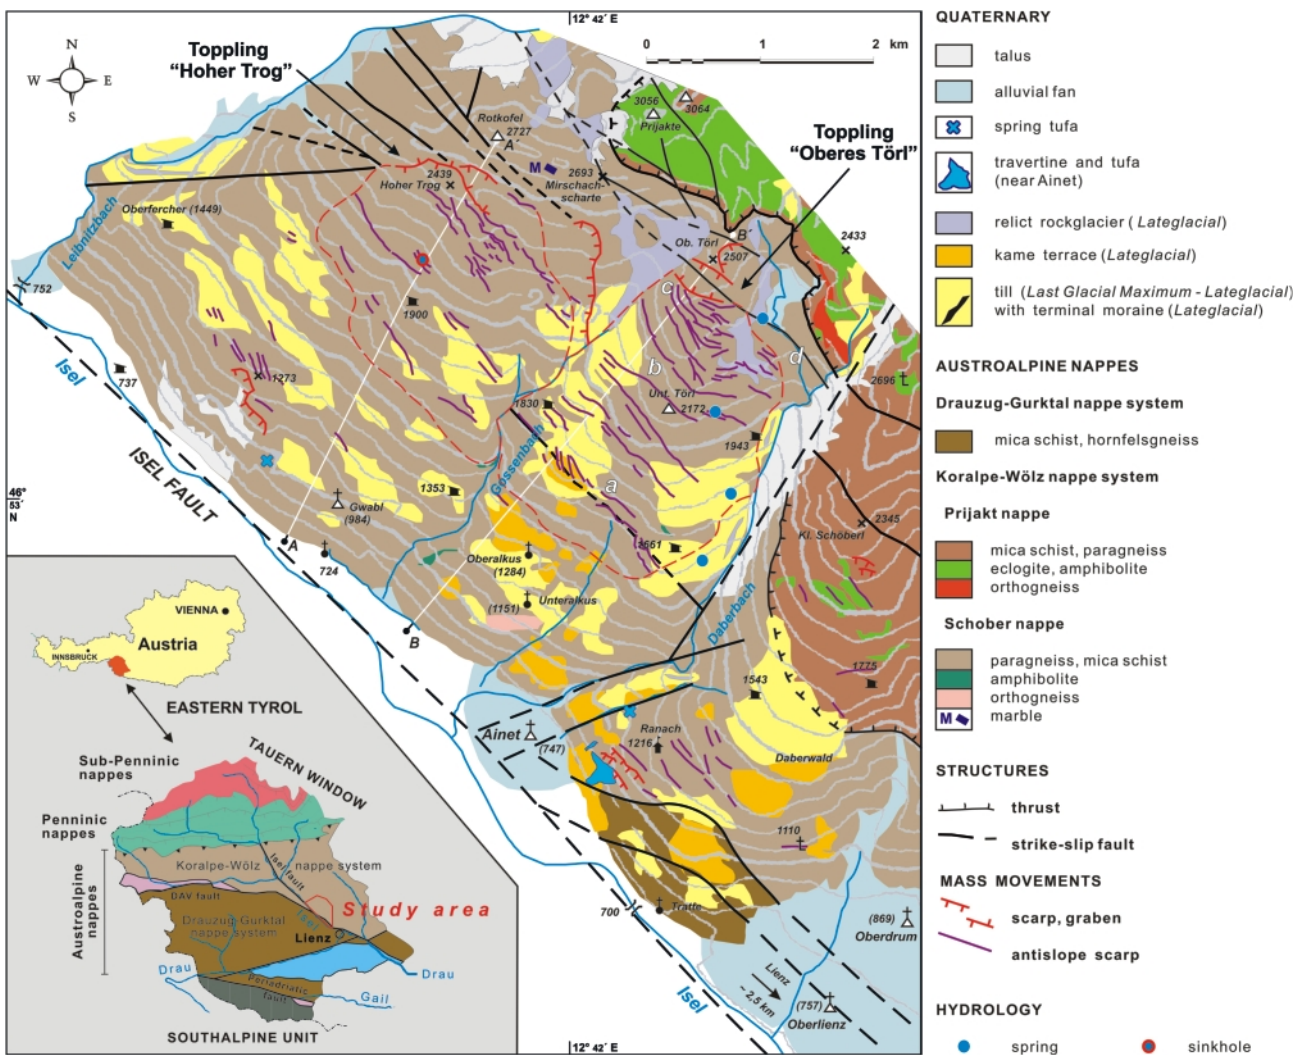 12° 42´ E
0 1 2 km
N
W E
S
Toppling
“Hoher Trog”
Toppling
“Oberes Törl”
3056
3064
Prijakte
Rotkofel
2727
A´
M
2693
Mirschach-
scharte
2439
Hoher Trog
Oberfercher (1449)
Leibnitzbach
B´
Ob. Törl
2507
2433
752
Isel
737
1900
1273
c
b
d
Unt. Törl
2172
2696
1830
1943
Gossenbach
ISEL FAULT
46°
53´
N
1353
a
Gwabl
(984)
2345
Kl. Schöberl
A
724
Oberalkus
(1284)
1661
(1151)
Unteralkus
B
Daberbach
1775
1543
Ainet
(747)
Ranach
1216
Daberwald
1110
700
Tratte
(869)
Oberdrum
Lienz
~ 2,5 km
(757)
Oberlienz
Isel
12° 42´ E
VIENNA
Austria
INNSBRUCK
EASTERN TYROL
Sub-Penninic
nappes
TAUERN WINDOW
Penninic
nappes
Koralpe-Wölz nappe system
Isel fault
Austroalpine
nappes
DAV fault
Study area
Drauzug-Gurktal
nappe system
Isel
Lienz
Drau
Drau
Periadriatic
fault
Gail
SOUTHALPINE UNIT
QUATERNARY
talus
alluvial fan
spring tufa
travertine and tufa
(near Ainet)
relict rockglacier (Lateglacial)
kame terrace (Lateglacial)
till (Last Glacial Maximum - Lateglacial)
with terminal moraine (Lateglacial)
AUSTROALPINE NAPPES
Drauzug-Gurktal nappe system
mica schist, hornfelsgneiss
Koralpe-Wölz nappe system
Prijakt nappe
mica schist, paragneiss
eclogite, amphibolite
orthogneiss
Schober nappe
paragneiss, mica schist
amphibolite
orthogneiss
M marble
STRUCTURES
thrust
strike-slip fault
MASS MOVEMENTS
scarp, graben
antislope scarp
HYDROLOGY
spring
sinkhole